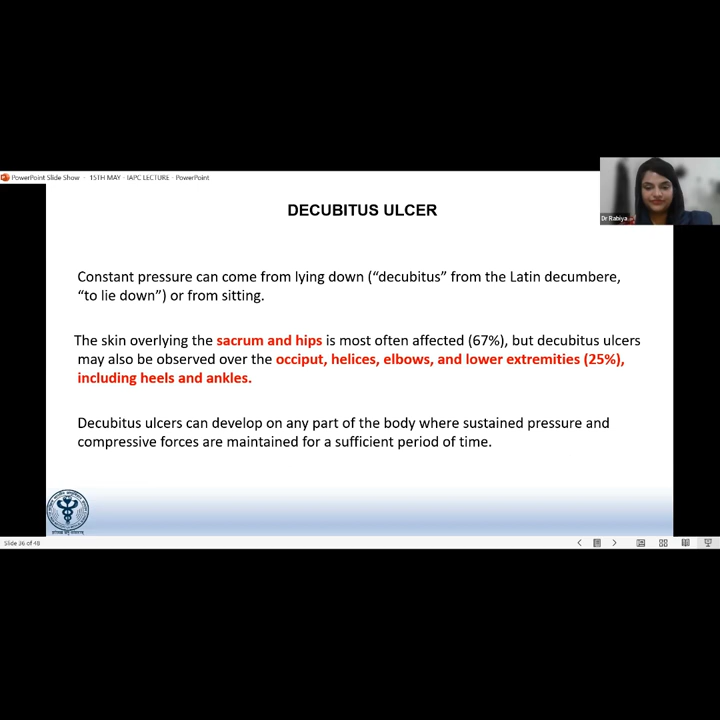 PowerPoint Slide Show - 15TH MAY - IAPC LECTURE - PowerPoint
Dr Rabiya
DECUBITUS ULCER
Constant pressure can come from lying down (“decubitus” from the Latin decumbere,
“to lie down”) or from sitting.
The skin overlying the sacrum and hips is most often affected (67%), but decubitus ulcers
may also be observed over the occiput, helices, elbows, and lower extremities (25%),
including heels and ankles.
Decubitus ulcers can develop on any part of the body where sustained pressure and
compressive forces are maintained for a sufficient period of time.
Slide 36 of 48